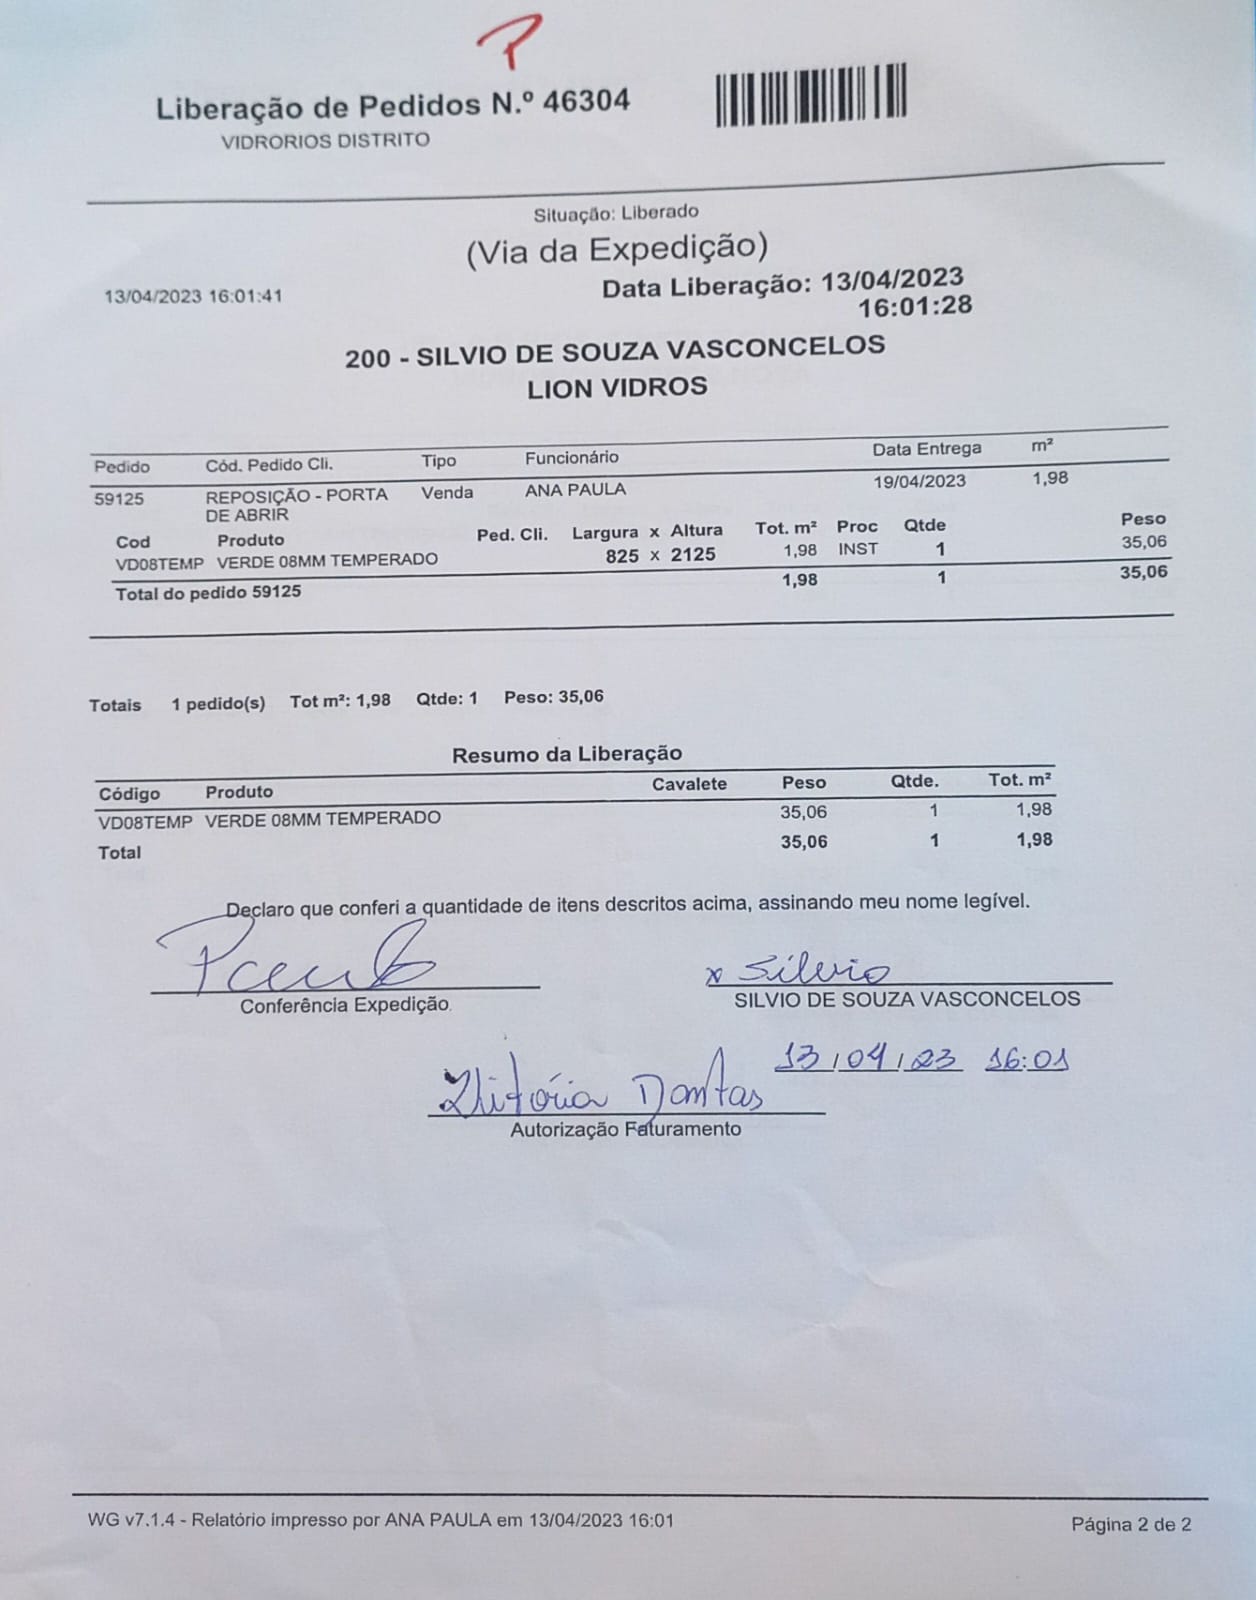 P
Liberação de Pedidos N.º 46304
VIDRORIOS DISTRITO
Situação: Liberado
(Via da Expedição)
13/04/2023 16:01:41
Data Liberação: 13/04/2023
16:01:28
200 - SILVIO DE SOUZA VASCONCELOS
LION VIDROS
Pedido Cód. Pedido Cli. Tipo Funcionário Data Entrega m²
59125 REPOSIÇÃO - PORTA DE ABRIR Venda ANA PAULA 19/04/2023 1,98
Cod Produto Ped. Cli. Largura x Altura Tot. m² Proc Qtde Peso
VD08TEMP VERDE 08MM TEMPERADO 825 x 2125 1,98 INST 1 35,06
Total do pedido 59125 1,98 1 35,06
Totais 1 pedido(s) Tot m²: 1,98 Qtde: 1 Peso: 35,06
Resumo da Liberação
Código Produto Cavalete Peso Qtde. Tot. m²
VD08TEMP VERDE 08MM TEMPERADO 35,06 1 1,98
Total 35,06 1 1,98
Declaro que conferi a quantidade de itens descritos acima, assinando meu nome legível.
x Silvio
Conferência Expedição SILVIO DE SOUZA VASCONCELOS
13/04/23 16:01
Dantas
Autorização Faturamento
WG v7.1.4 - Relatório impresso por ANA PAULA em 13/04/2023 16:01
Página 2 de 2